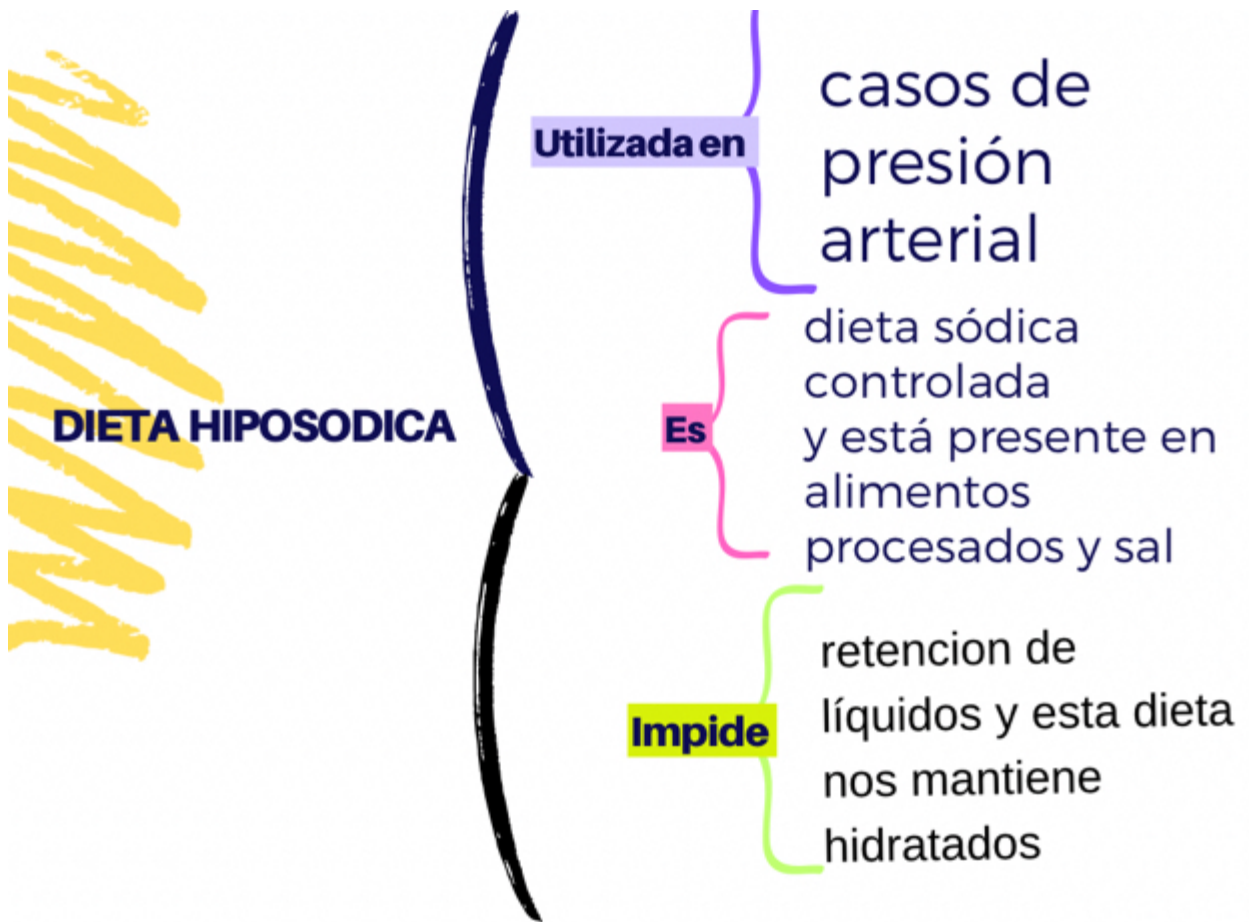 DIETA HIPOSODICA
Utilizada en
casos de
presión
arterial
Es
dieta sódica
controlada
y está presente en
alimentos
procesados y sal
Impide
retencion de
líquidos y esta dieta
nos mantiene
hidratados